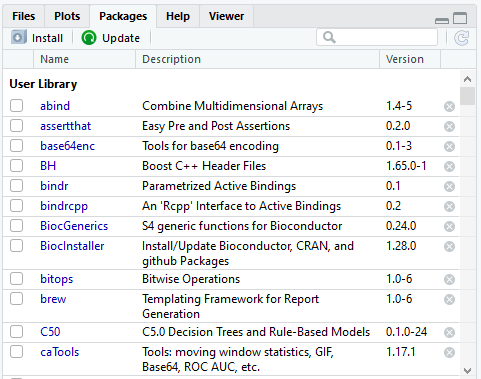 Files Plots Packages Help Viewer
Install Update
Name Description Version
User Library
abind Combine Multidimensional Arrays 1.4-5
assertthat Easy Pre and Post Assertions 0.2.0
base64enc Tools for base64 encoding 0.1-3
BH Boost C++ Header Files 1.65.0-1
bindr Parametrized Active Bindings 0.1
bindrcpp An 'Rcpp' Interface to Active Bindings 0.2
BiocGenerics S4 generic functions for Bioconductor 0.24.0
BiocInstaller Install/Update Bioconductor, CRAN, and 1.28.0
github Packages
bitops Bitwise Operations 1.0-6
brew Templating Framework for Report 1.0-6
Generation
C50 C5.0 Decision Trees and Rule-Based Models 0.1.0-24
caTools Tools: moving window statistics, GIF, 1.17.1
Base64, ROC AUC, etc.